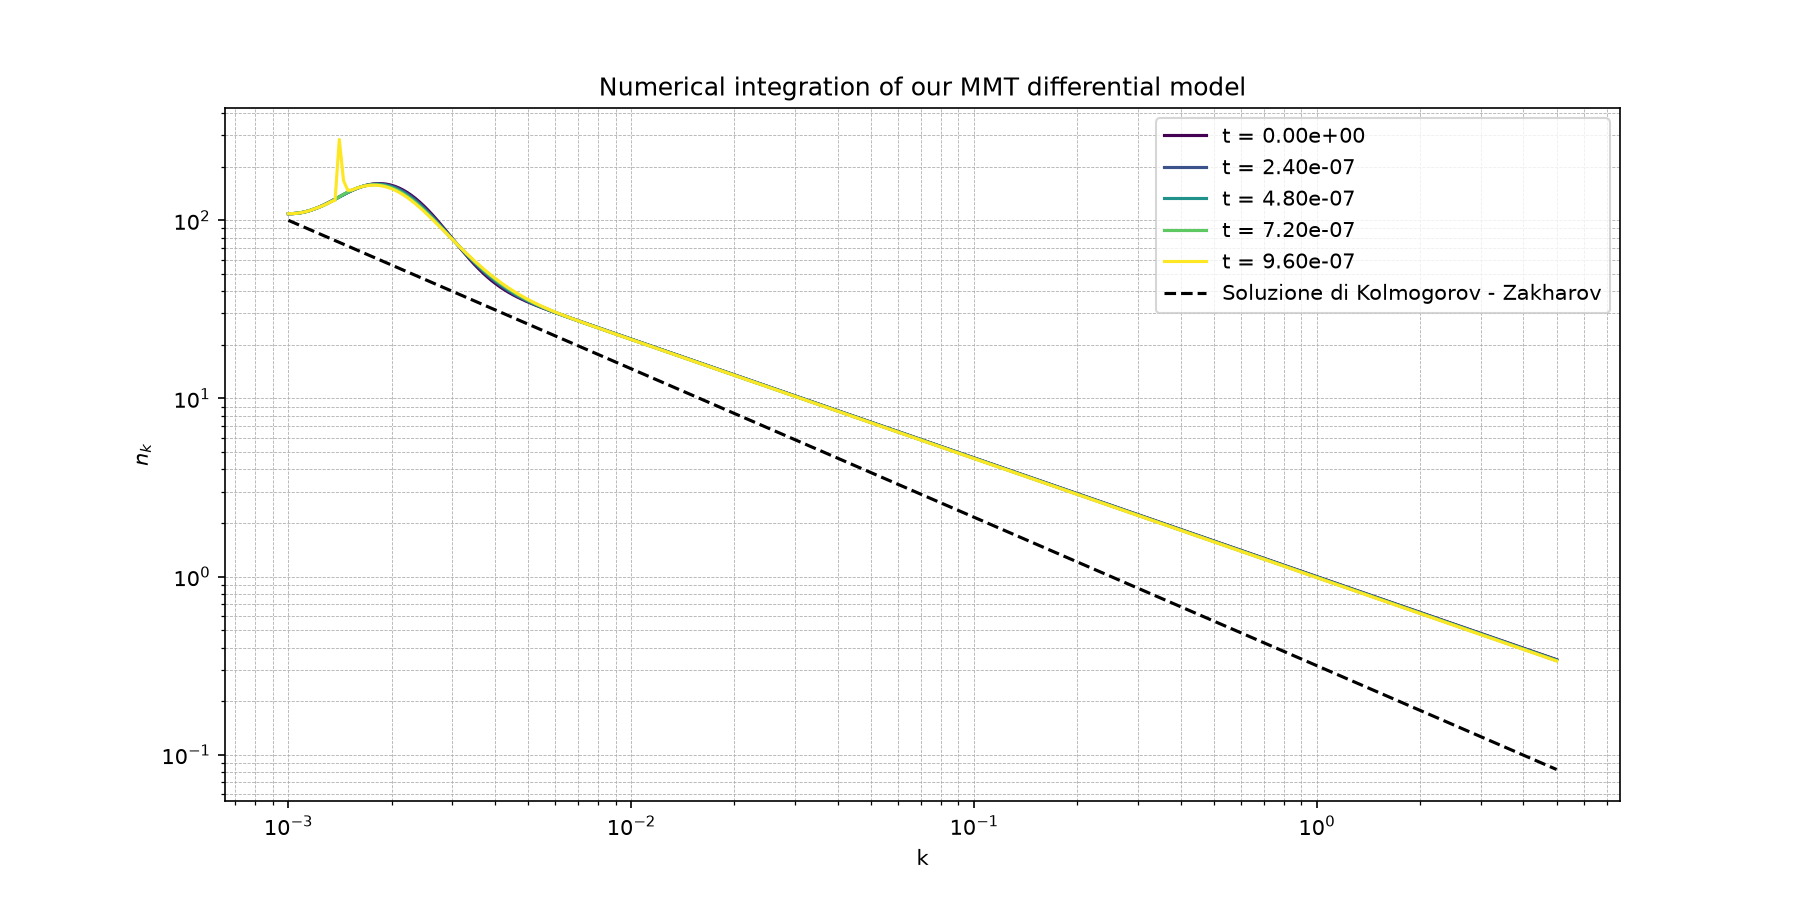 Numerical integration of our MMT differential model
t = 0.00e+00
t = 2.40e-07
t = 4.80e-07
t = 7.20e-07
t = 9.60e-07
Soluzione di Kolmogorov - Zakharov
10²
10¹
10⁰
10⁻¹
nₖ
10⁻³
10⁻²
10⁻¹
10⁰
k